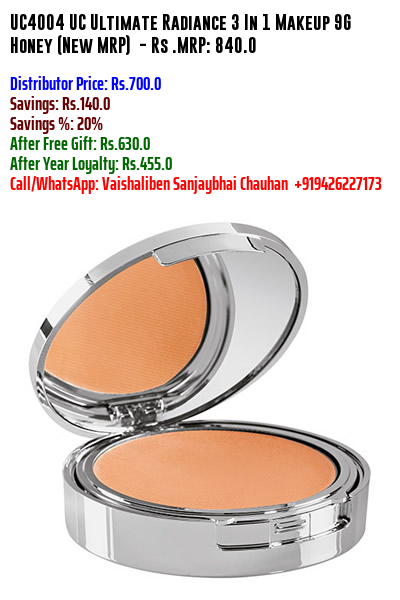 UC4004 UC Ultimate Radiance 3 In 1 Makeup 9G
Honey (New MRP) - Rs .MRP: 840.0
Distributor Price: Rs.700.0
Savings: Rs.140.0
Savings %: 20%
After Free Gift: Rs.630.0
After Year Loyalty: Rs.455.0
Call/WhatsApp: Vaishaliben Sanjaybhai Chauhan +919426227173